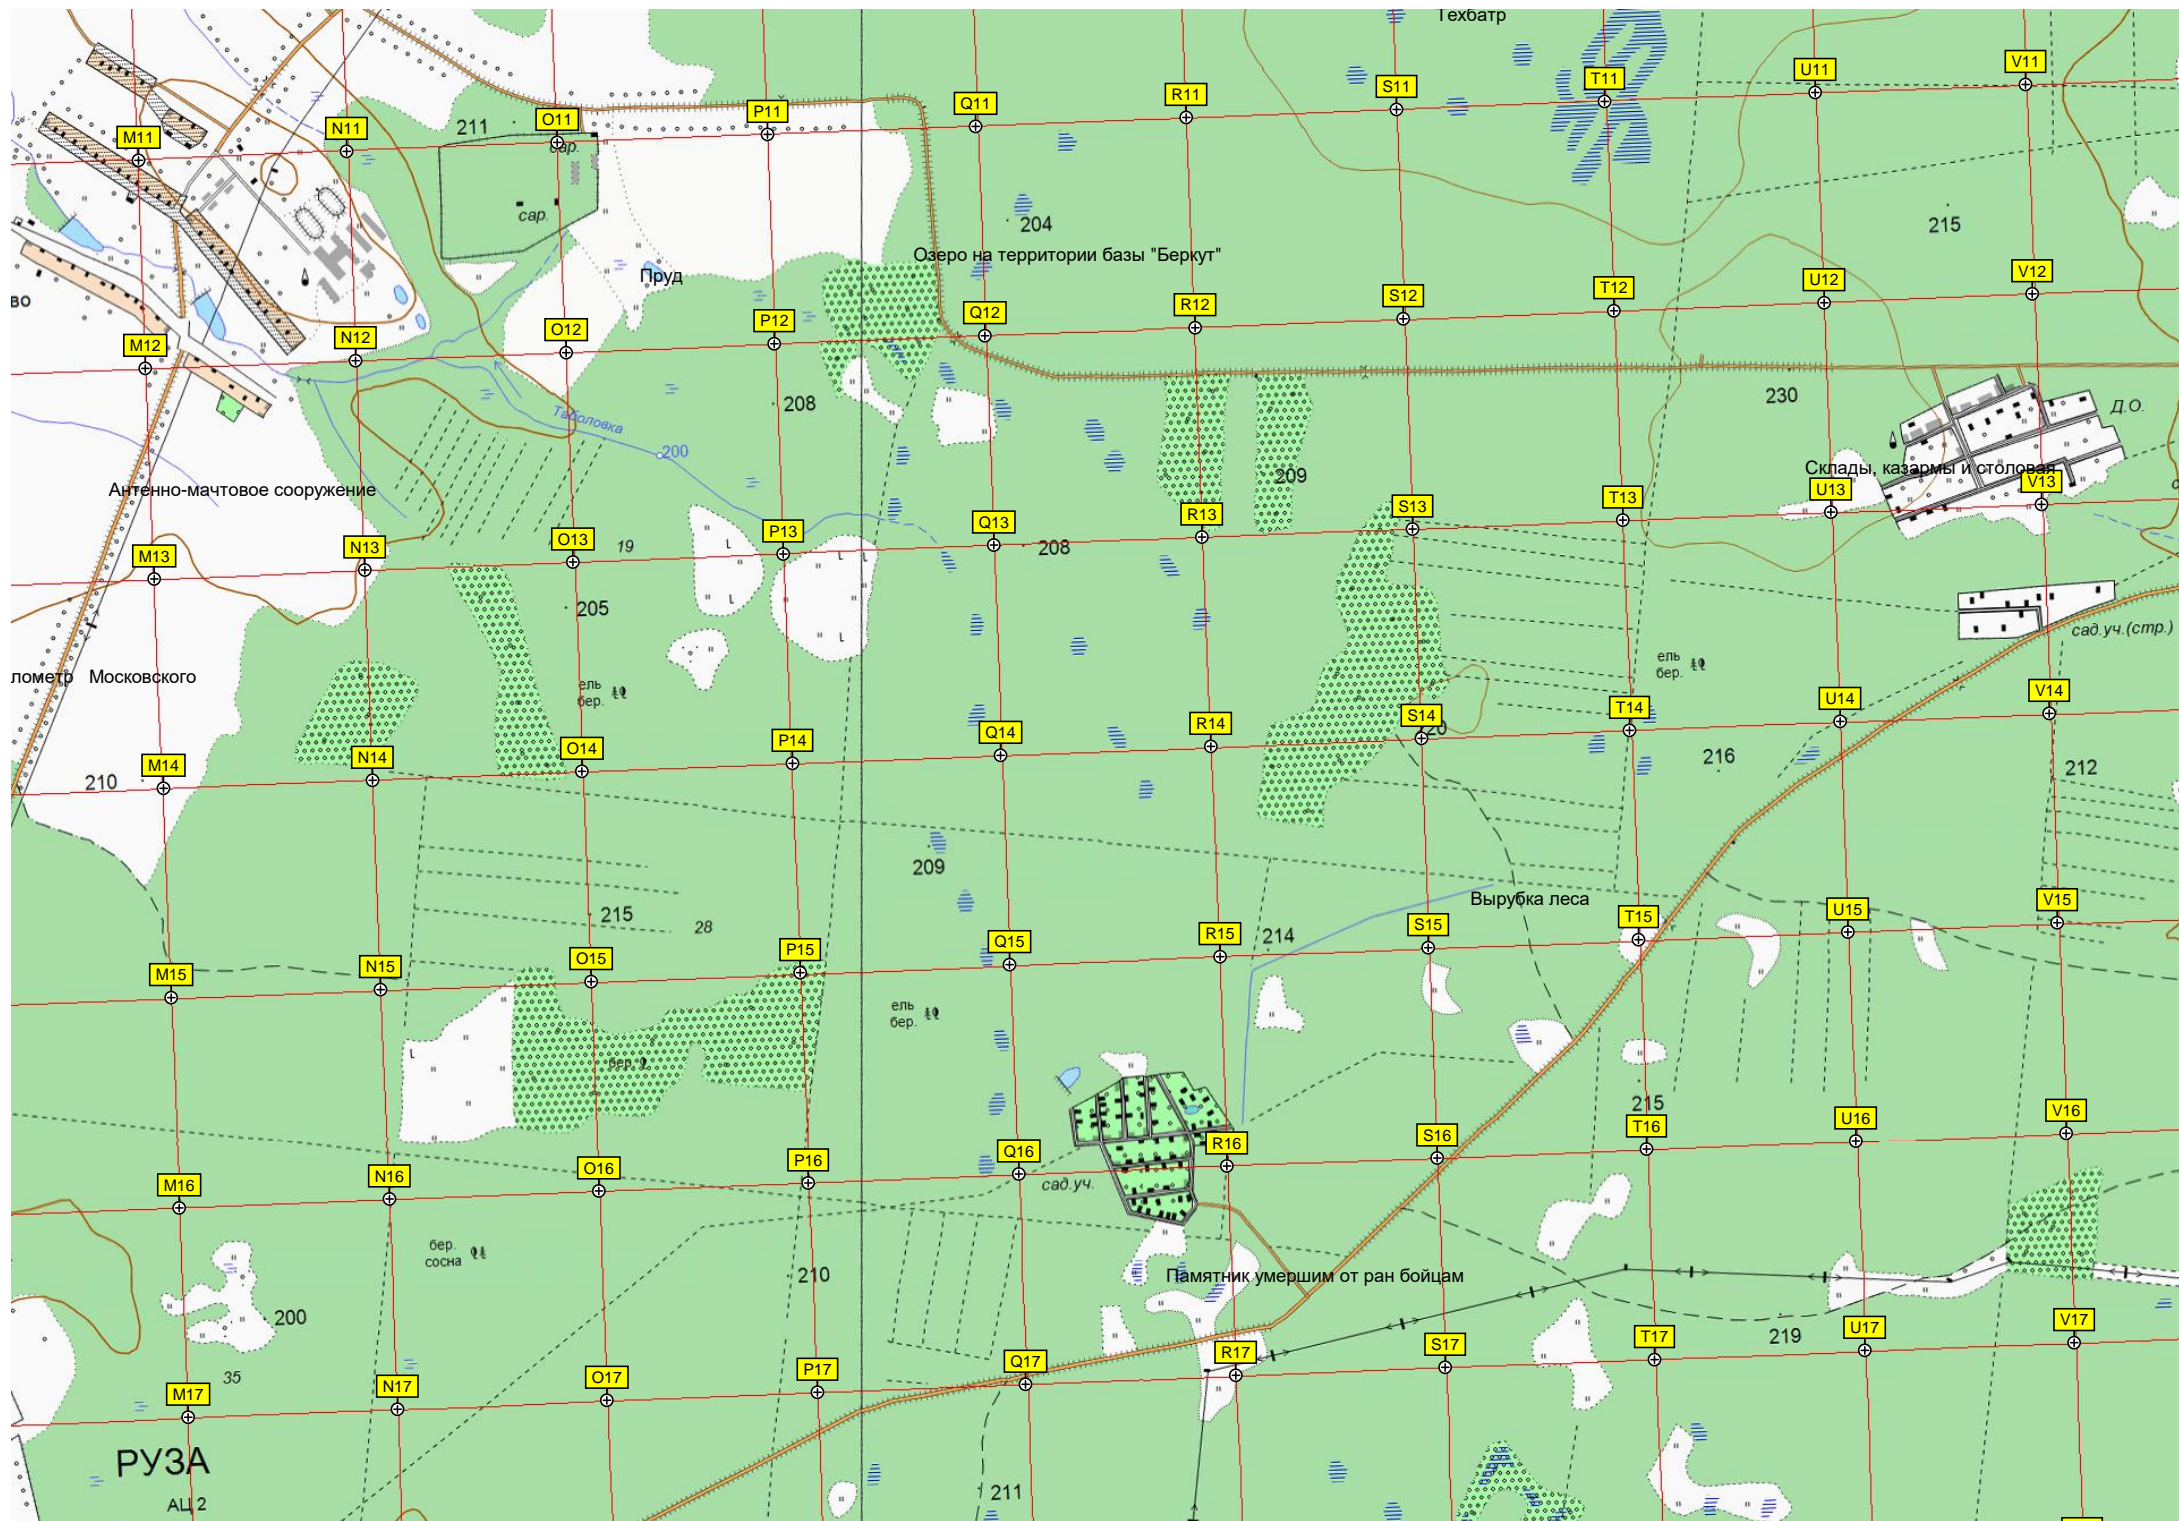 Техбатр
M11
N11
211
O11
сар.
P11
Q11
R11
S11
T11
U11
V11
сар.
204
215
Озеро на территории базы "Беркут"
Пруд
во
M12
N12
O12
P12
Q12
R12
S12
T12
U12
V12
208
230
Д.О.
Таболовка
200
209
Склады, казармы и столовая
Антенно-мачтовое сооружение
M13
N13
O13
19
P13
Q13
208
R13
S13
T13
U13
V13
205
сад.уч.(стр.)
лометр Московского
ель
бер.
ель
бер.
210
M14
N14
O14
P14
Q14
R14
S14
20
T14
216
U14
V14
212
209
Вырубка леса
215
28
214
M15
N15
O15
P15
Q15
R15
S15
T15
U15
V15
ель
бер.
бер.
215
M16
N16
O16
P16
Q16
сад.уч.
R16
S16
T16
U16
V16
бер.
сосна
210
Памятник умершим от ран бойцам
200
219
35
M17
N17
O17
P17
Q17
R17
S17
T17
U17
V17
РУЗА
АЦ 2
211